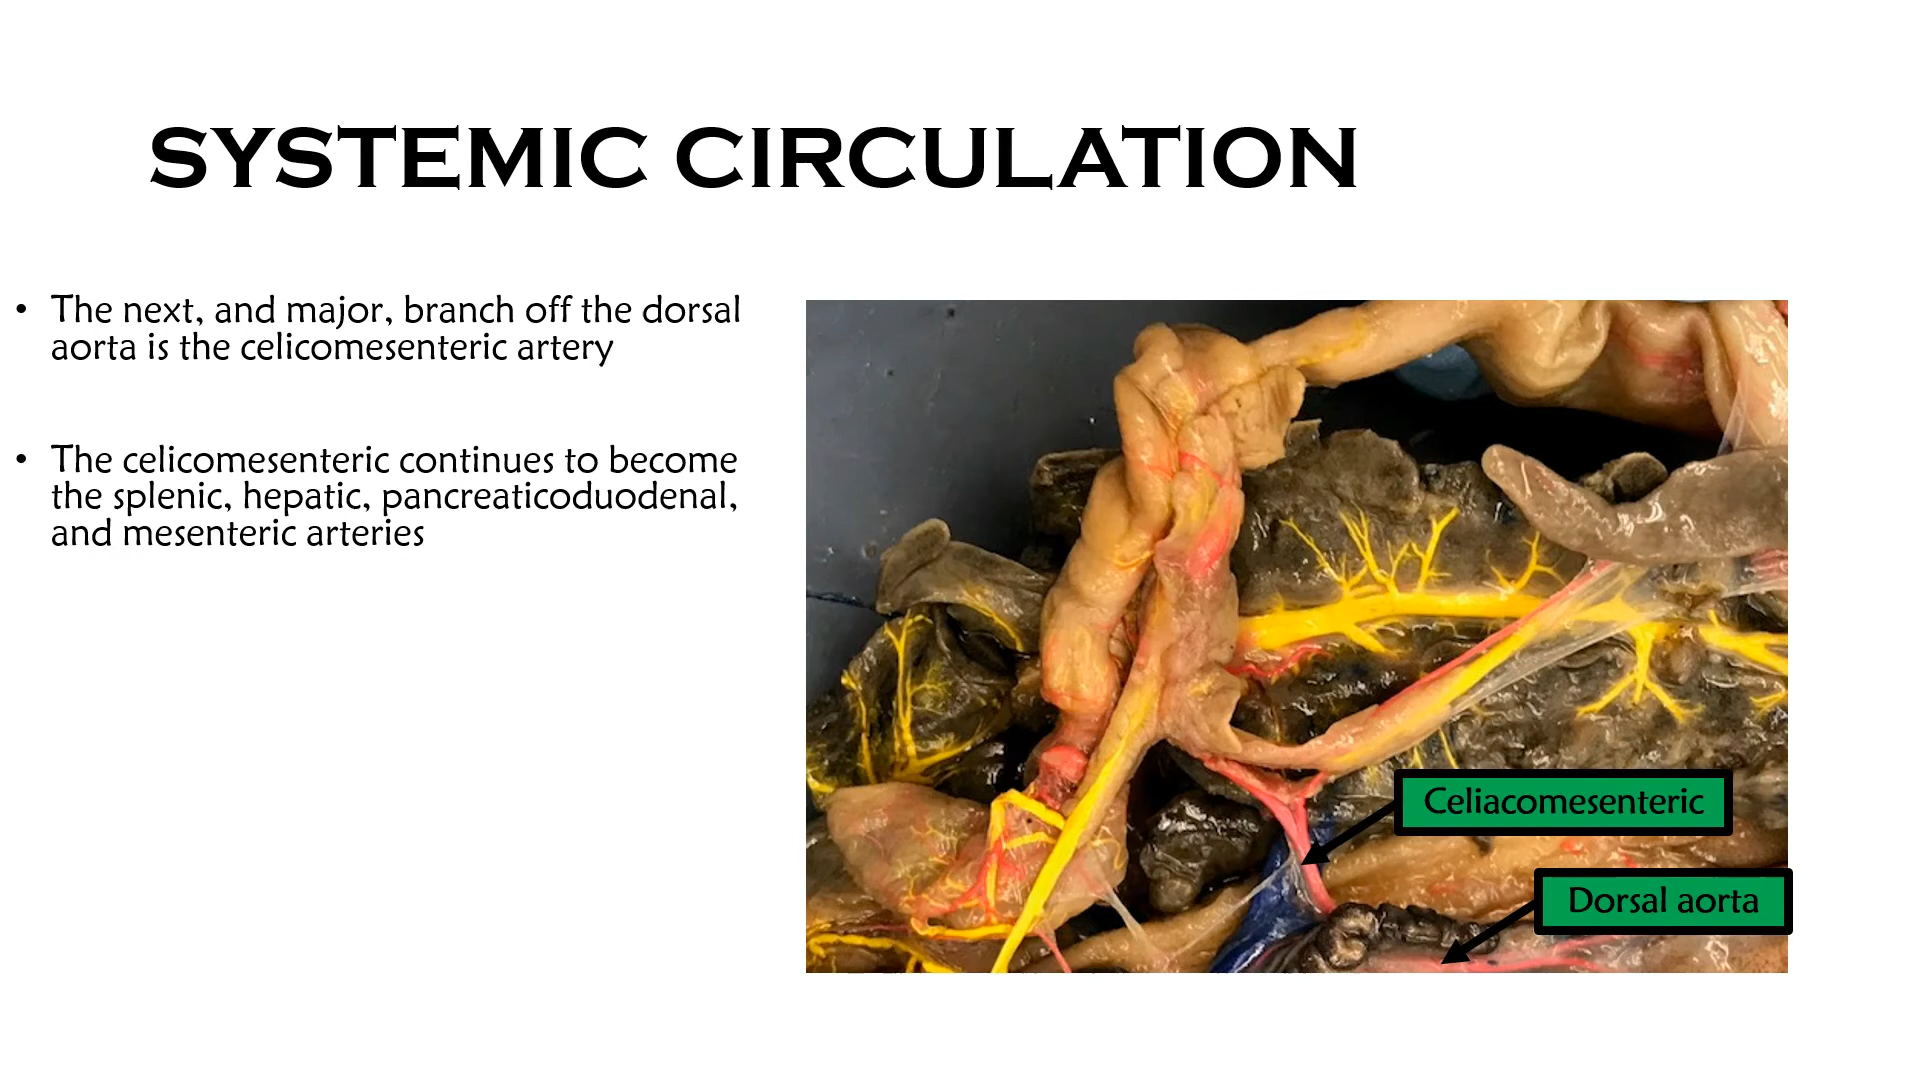 SYSTEMIC CIRCULATION
• The next, and major, branch off the dorsal
aorta is the celicomesenteric artery
• The celicomesenteric continues to become
the splenic, hepatic, pancreaticoduodenal,
and mesenteric arteries
Celiacomesenteric
Dorsal aorta